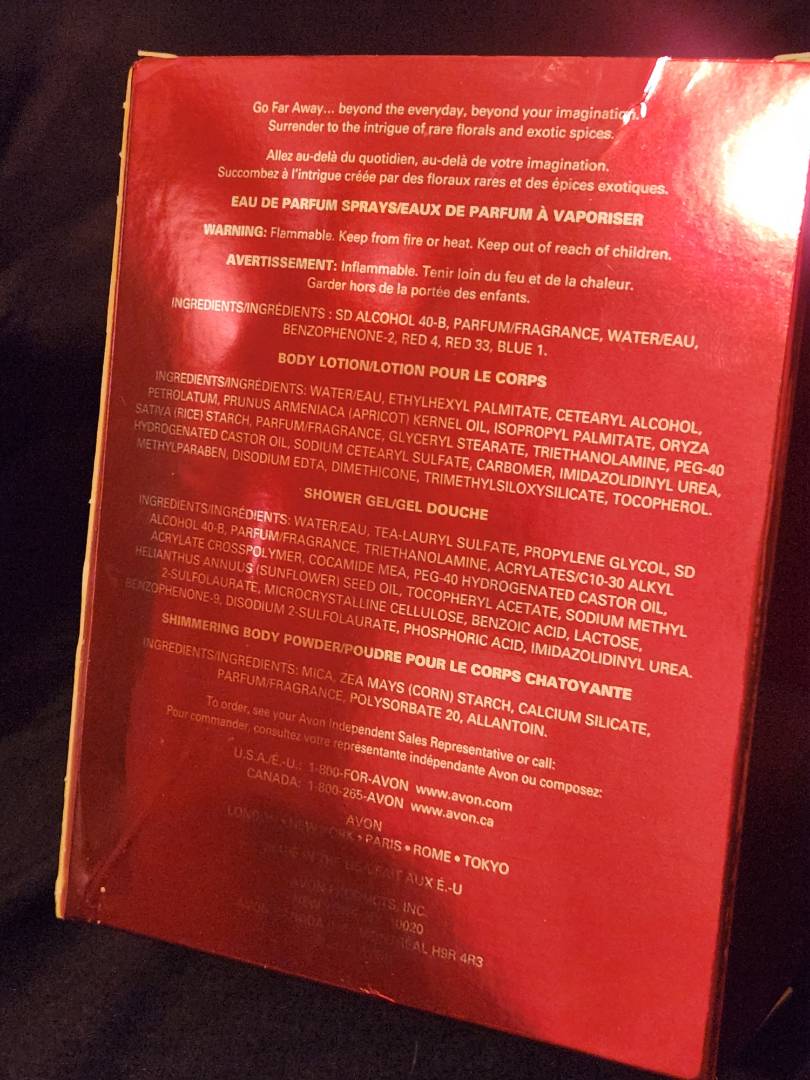 Go Far Away... beyond the everyday, beyond your imagination.
Surrender to the intrigue of rare florals and exotic spices.
Allez au-delà du quotidien, au-delà de votre imagination.
Succombez à l'intrigue créée par des floraux rares et des épices exotiques.
EAU DE PARFUM SPRAYS/EAUX DE PARFUM À VAPORISER
WARNING: Flammable. Keep from fire or heat. Keep out of reach of children.
AVERTISSEMENT: Inflammable. Tenir loin du feu et de la chaleur.
Garder hors de la portée des enfants.
INGREDIENTS/INGRÉDIENTS : SD ALCOHOL 40-B, PARFUM/FRAGRANCE, WATER/EAU,
BENZOPHENONE-2, RED 4, RED 33, BLUE 1.
BODY LOTION/LOTION POUR LE CORPS
INGREDIENTS/INGRÉDIENTS: WATER/EAU, ETHYLHEXYL PALMITATE, CETEARYL ALCOHOL,
PETROLATUM, PRUNUS ARMENIACA (APRICOT) KERNEL OIL, ISOPROPYL PALMITATE, ORYZA
SATIVA (RICE) STARCH, PARFUM/FRAGRANCE, GLYCERYL STEARATE, TRIETHANOLAMINE, PEG-40
HYDROGENATED CASTOR OIL, SODIUM CETEARYL SULFATE, CARBOMER, IMIDAZOLIDINYL UREA,
METHYLPARABEN, DISODIUM EDTA, DIMETHICONE, TRIMETHYLSILOXYSILICATE, TOCOPHEROL.
SHOWER GEL/GEL DOUCHE
INGREDIENTS/INGRÉDIENTS: WATER/EAU, TEA-LAURYL SULFATE, PROPYLENE GLYCOL, SD
ALCOHOL 40-B, PARFUM/FRAGRANCE, TRIETHANOLAMINE, ACRYLATES/C10-30 ALKYL
ACRYLATE CROSSPOLYMER, COCAMIDE MEA, PEG-40 HYDROGENATED CASTOR OIL,
HELIANTHUS ANNUUS (SUNFLOWER) SEED OIL, TOCOPHERYL ACETATE, SODIUM METHYL
2-SULFOLAURATE, MICROCRYSTALLINE CELLULOSE, BENZOIC ACID, LACTOSE,
BENZOPHENONE-9, DISODIUM 2-SULFOLAURATE, PHOSPHORIC ACID, IMIDAZOLIDINYL UREA.
SHIMMERING BODY POWDER/POUDRE POUR LE CORPS CHATOYANTE
INGREDIENTS/INGRÉDIENTS: MICA, ZEA MAYS (CORN) STARCH, CALCIUM SILICATE,
PARFUM/FRAGRANCE, POLYSORBATE 20, ALLANTOIN.
To order, see your Avon Independent Sales Representative or call:
Pour commander, consultez votre représentante indépendante Avon ou composez:
U.S.A./É.-U.: 1-800-FOR-AVON www.avon.com
CANADA: 1-800-265-AVON www.avon.ca
AVON
LONDON • NEW YORK • PARIS • ROME • TOKYO
IN THE FAIT AUX É.-U
AVON PRODUCTS, INC.
NEW
AVON H9R 4R3